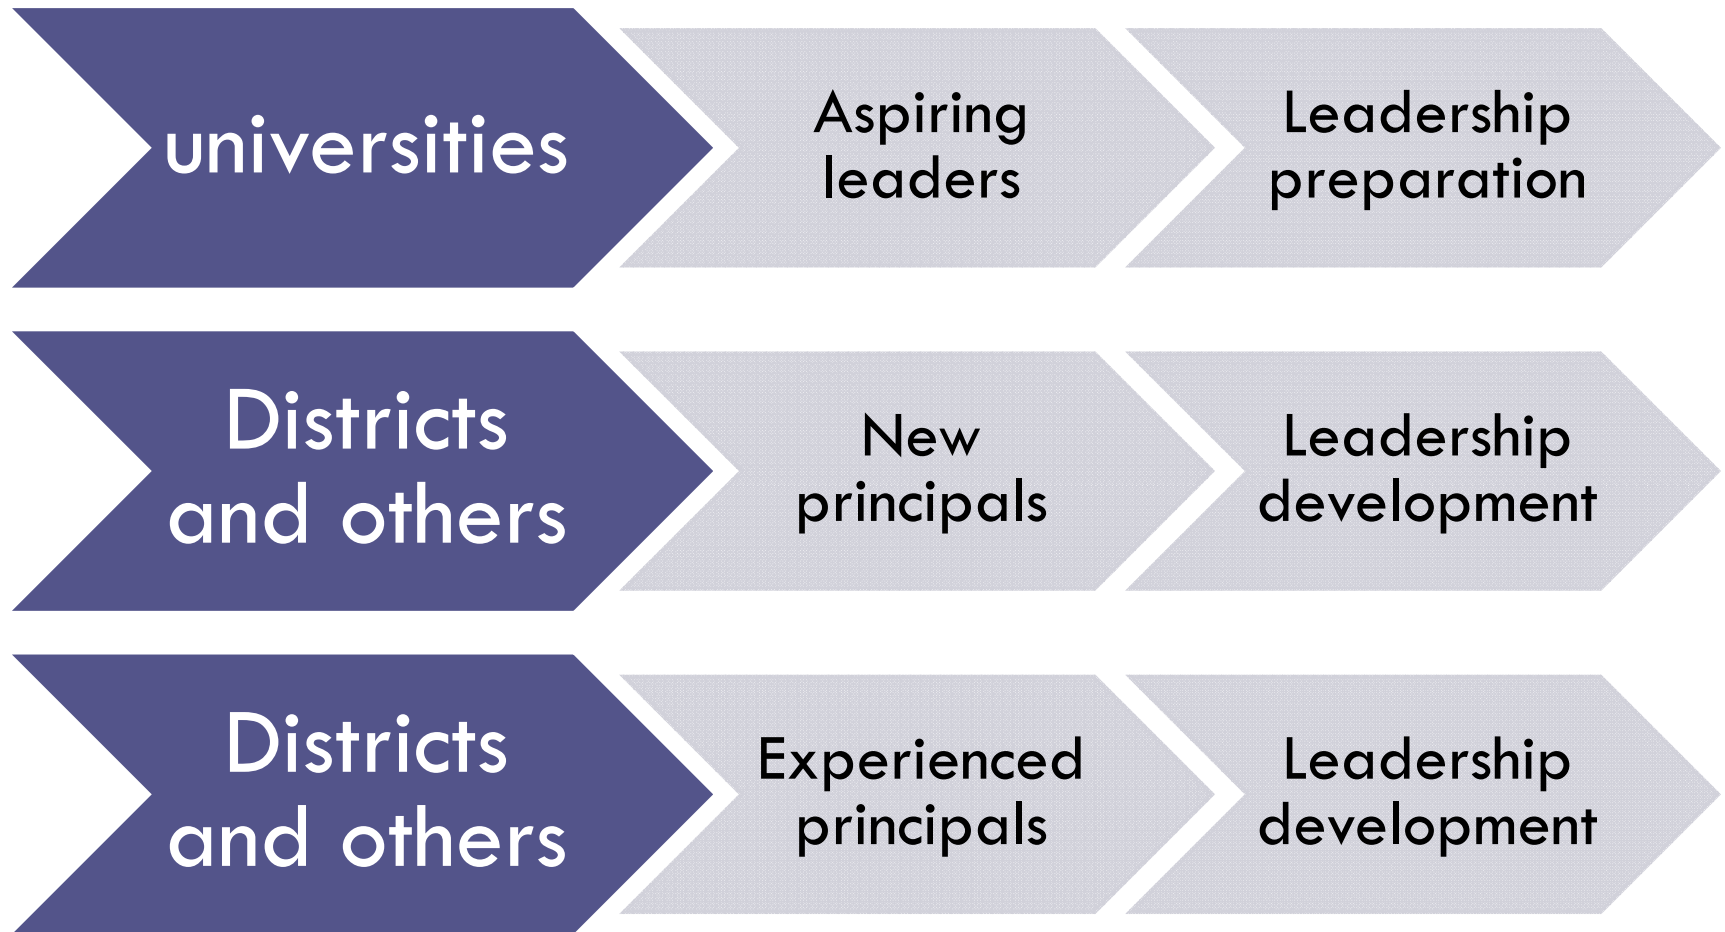 universities
Aspiring
leaders
Leadership
preparation
Districts
and others
New
principals
Leadership
development
Districts
and others
Experienced
principals
Leadership
development